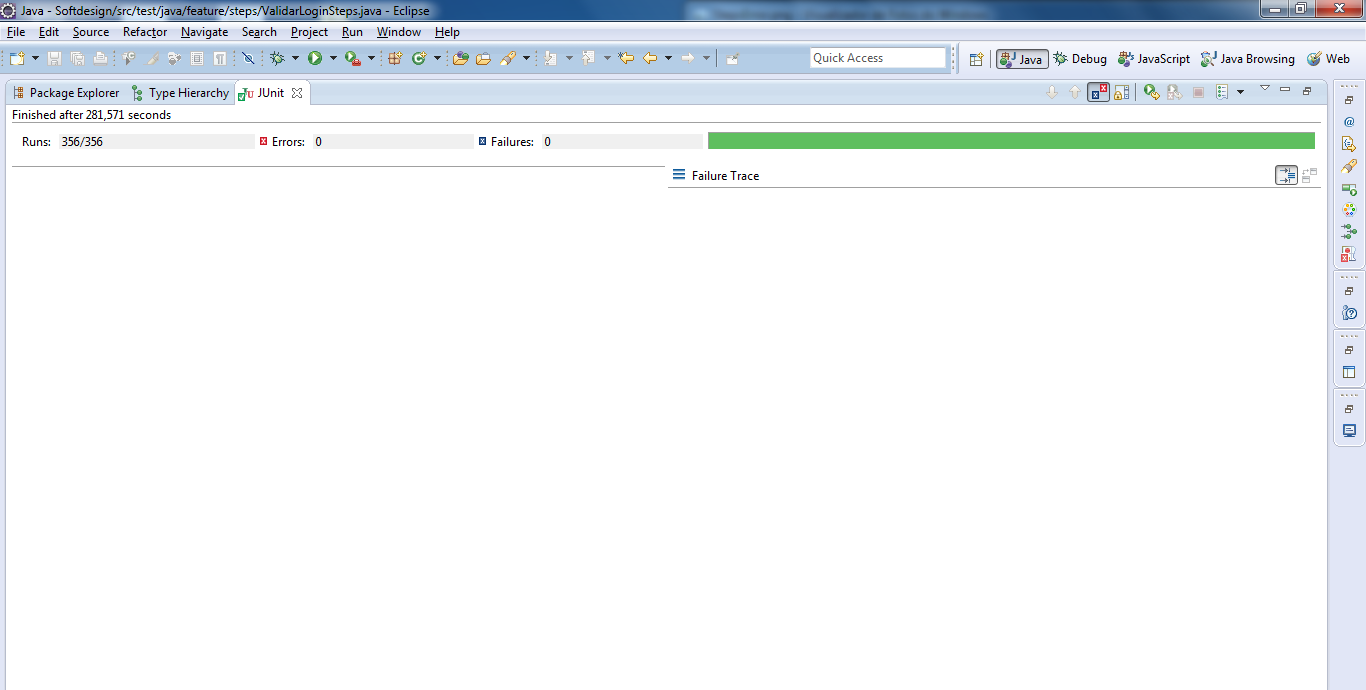 Java - Softdesign/src/test/java/feature/steps/ValidarLoginSteps.java - Eclipse
File Edit Source Refactor Navigate Search Project Run Window Help
Quick Access Java Debug JavaScript Java Browsing Web
Package Explorer Type Hierarchy JUnit
Finished after 281,571 seconds
Runs: 356/356 Errors: 0 Failures: 0
Failure Trace